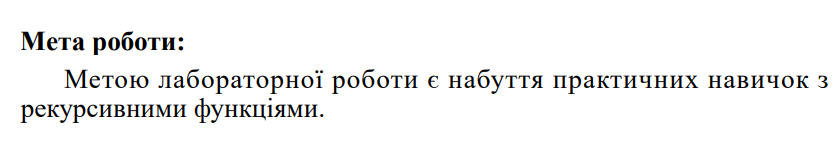 Мета роботи:
Метою лабораторної роботи є набуття практичних навичок з
рекурсивними функціями.